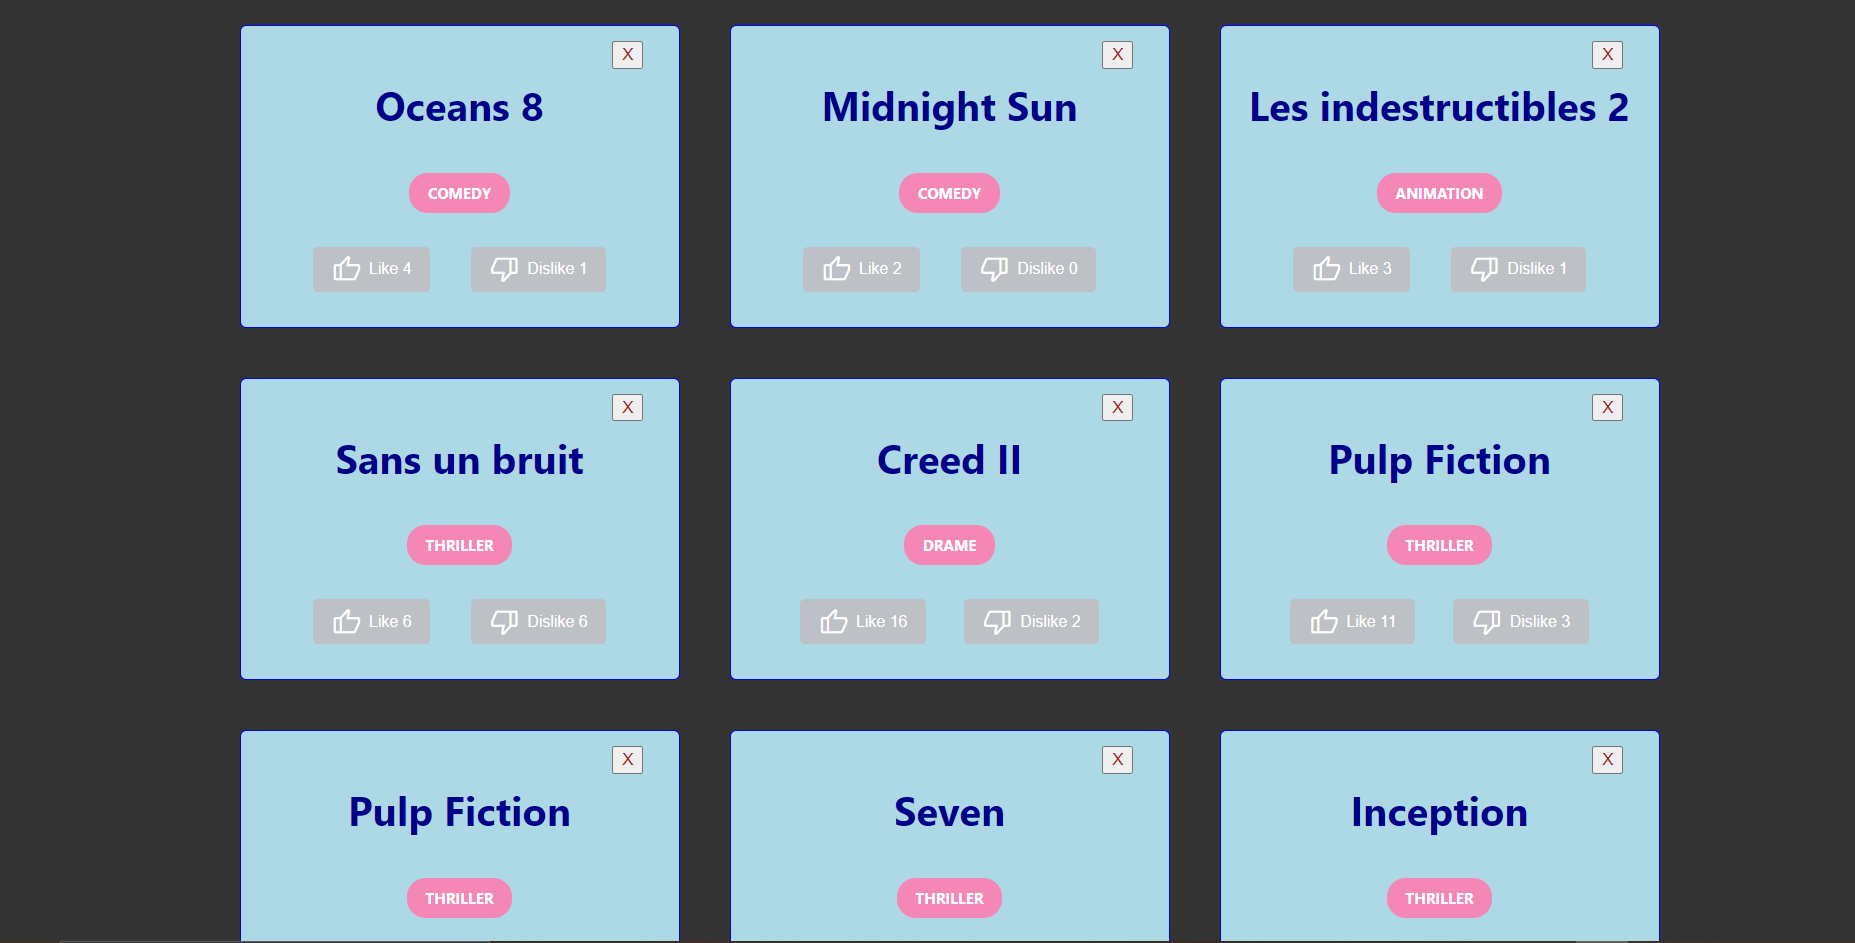 X
Oceans 8
COMEDY
Like 4
Dislike 1
X
Midnight Sun
COMEDY
Like 2
Dislike 0
X
Les indestructibles 2
ANIMATION
Like 3
Dislike 1
X
Sans un bruit
THRILLER
Like 6
Dislike 6
X
Creed II
DRAME
Like 16
Dislike 2
X
Pulp Fiction
THRILLER
Like 11
Dislike 3
X
Pulp Fiction
THRILLER
X
Seven
THRILLER
X
Inception
THRILLER